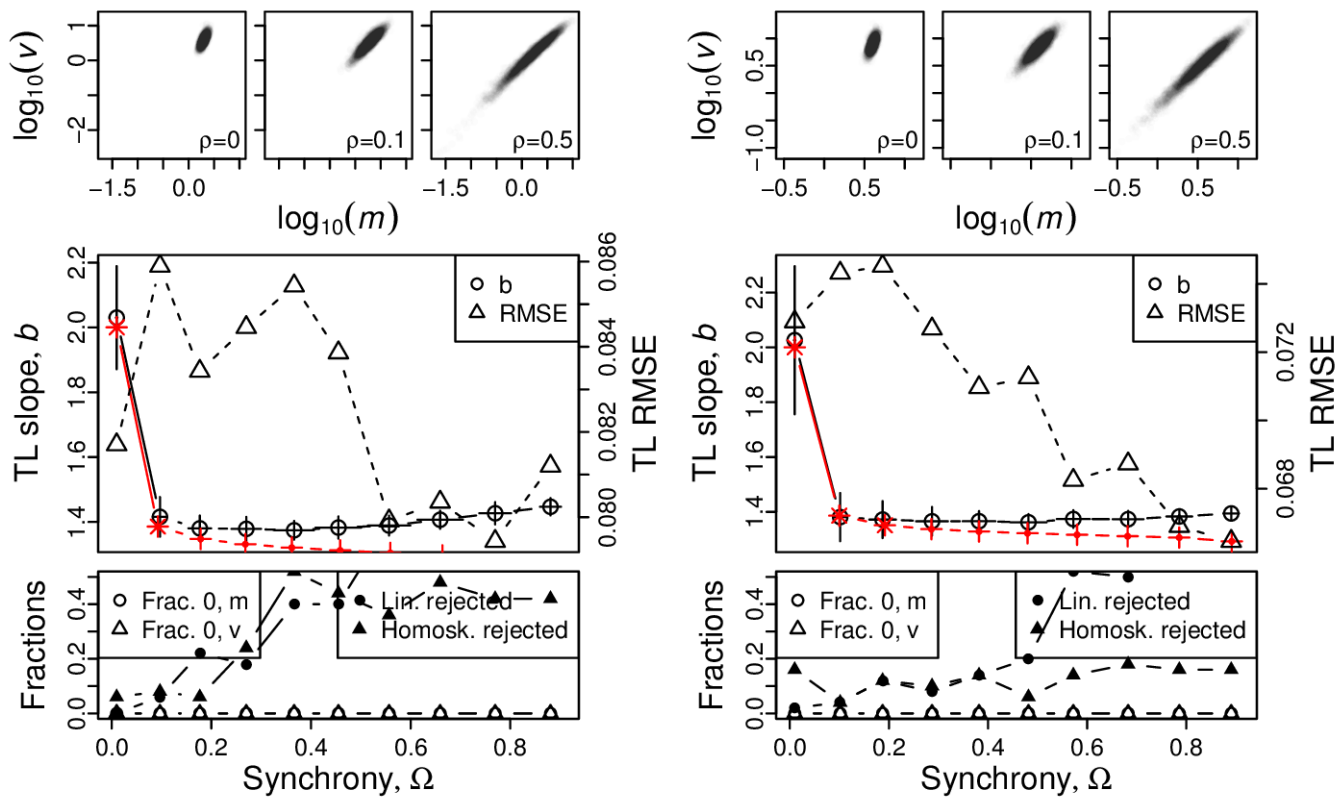 log10(v)
1
0
−2
ρ=0
ρ=0.1
ρ=0.5
−1.5 0.0
−1.5 0.0
log10(m)
TL slope, b
2.2
2.0
1.8
1.6
1.4
b
RMSE
0.086
0.084
0.082
0.080
TL RMSE
Fractions
0.4
0.2
0.0
Frac. 0, m
Frac. 0, v
Lin. rejected
Homosk. rejected
0.0 0.2 0.4 0.6 0.8
Synchrony, Ω
log10(v)
0.5
−1.0
ρ=0
ρ=0.1
ρ=0.5
−0.5 0.5
−0.5 0.5
log10(m)
TL slope, b
2.2
2.0
1.8
1.6
1.4
b
RMSE
0.072
0.068
TL RMSE
Fractions
0.4
0.2
0.0
Frac. 0, m
Frac. 0, v
Lin. rejected
Homosk. rejected
0.0 0.2 0.4 0.6 0.8
Synchrony, Ω